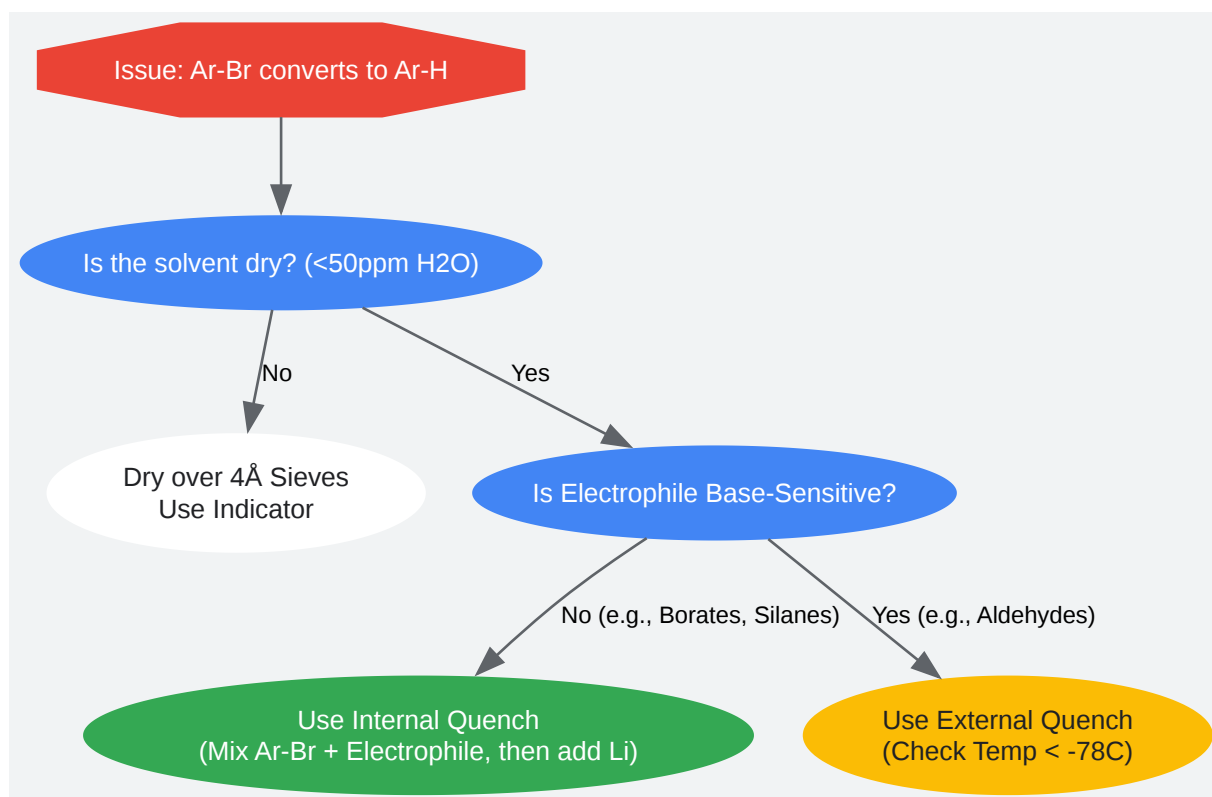 Issue: Ar-Br converts to Ar-H
Is the solvent dry? (<50ppm H2O)
No
Yes
Dry over 4Å Sieves
Use Indicator
Is Electrophile Base-Sensitive?
No (e.g., Borates, Silanes)
Yes (e.g., Aldehydes)
Use Internal Quench
(Mix Ar-Br + Electrophile, then add Li)
Use External Quench
(Check Temp < -78C)